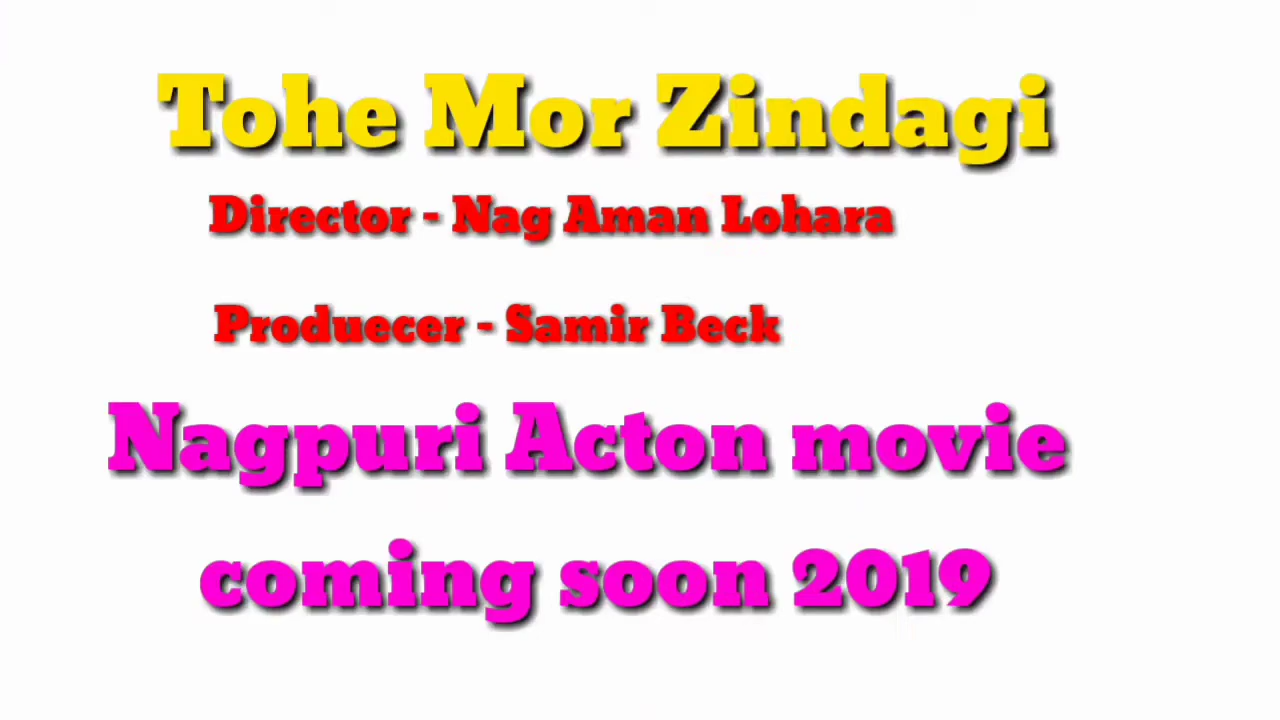 Tohe Mor Zindagi
Director - Nag Aman Lohara
Produecer - Samir Beck
Nagpuri Acton movie
coming soon 2019